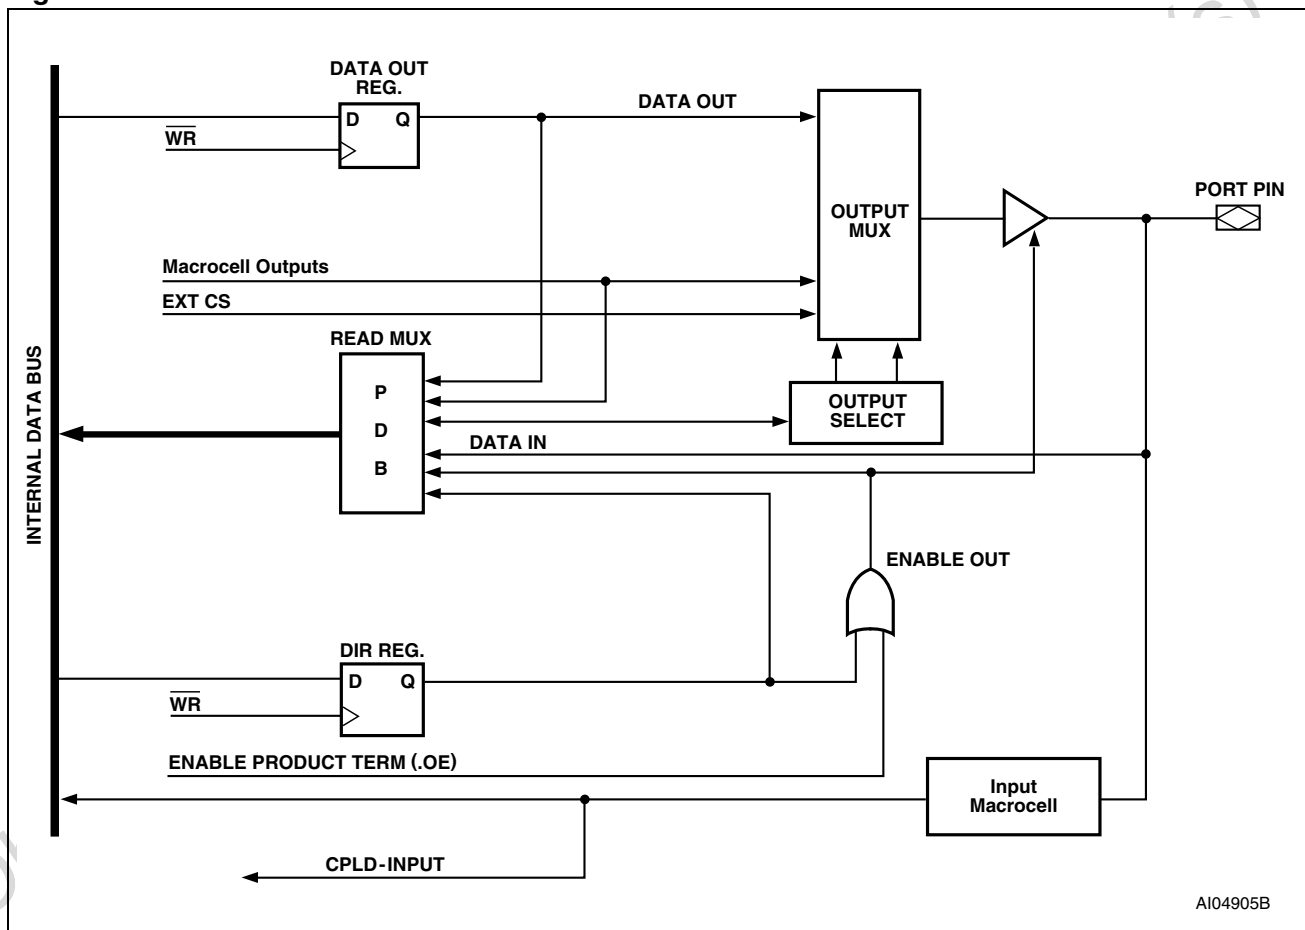 DATA OUT
REG.
D Q
WR
DATA OUT
OUTPUT
MUX
PORT PIN
Macrocell Outputs
EXT CS
READ MUX
P
D
B
OUTPUT
SELECT
DATA IN
INTERNAL DATA BUS
ENABLE OUT
DIR REG.
D Q
WR
ENABLE PRODUCT TERM (.OE)
Input
Macrocell
CPLD-INPUT
AI04905B